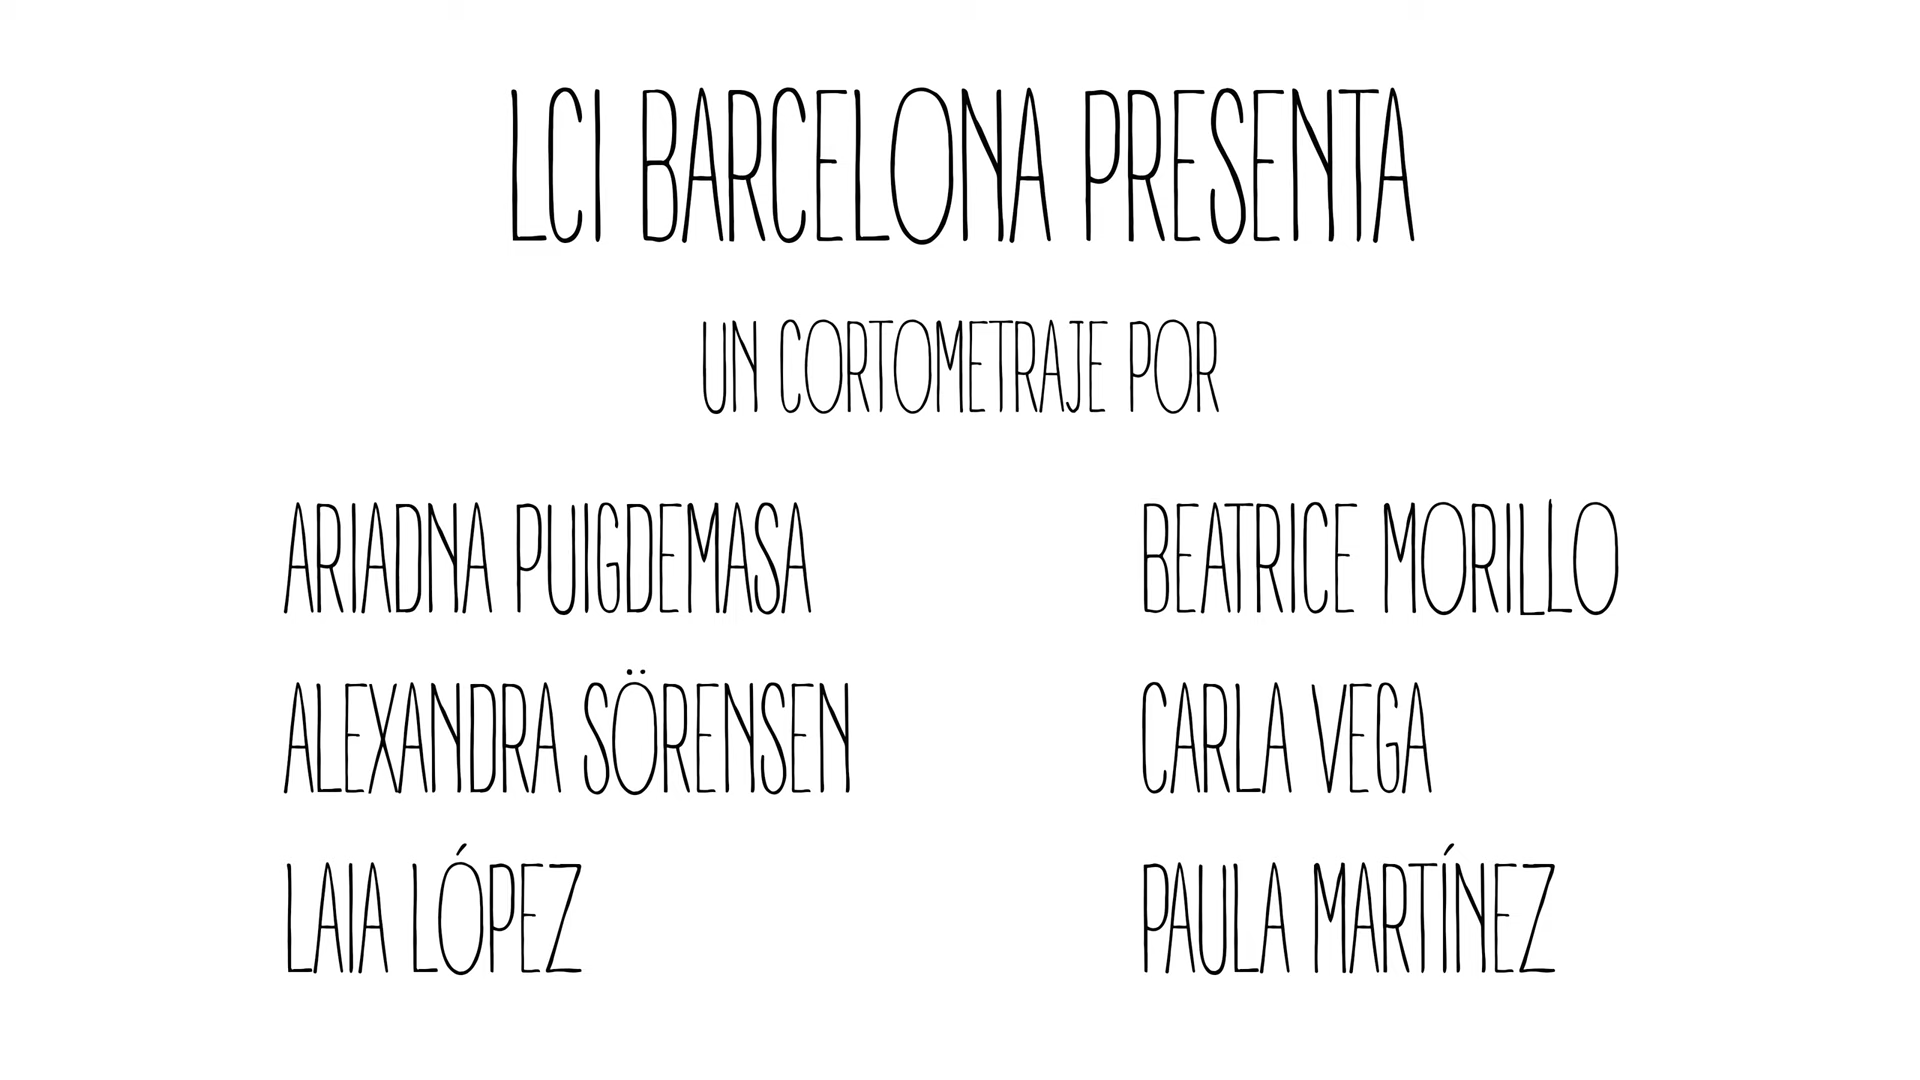 LCI BARCELONA PRESENTA
UN CORTOMETRAJE POR
ARIADNA PUIGDEMASA
BEATRICE MORILLO
ALEXANDRA SÖRENSEN
CARLA VEGA
LAIA LÓPEZ
PAULA MARTÍNEZ